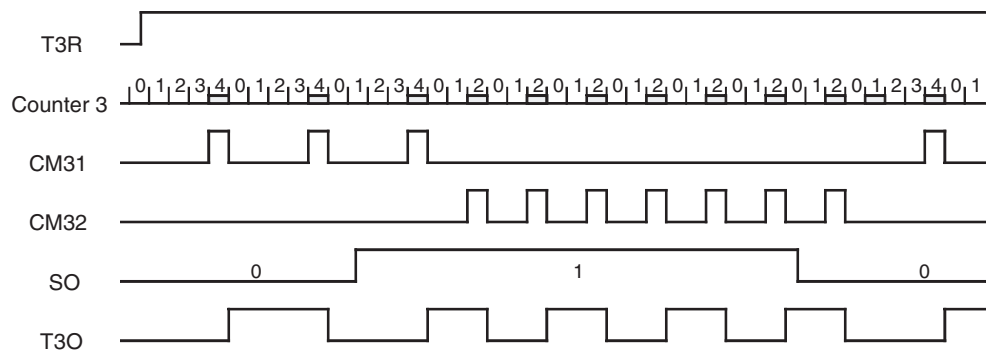 T3R
Counter 3 0 1 2 3 4 0 1 2 3 4 0 1 2 3 4 0 1 2 0 1 2 0 1 2 0 1 2 0 1 2 0 1 2 0 1 2 0 1 2 3 4 0 1
CM31
CM32
SO 0 1 0
T3O